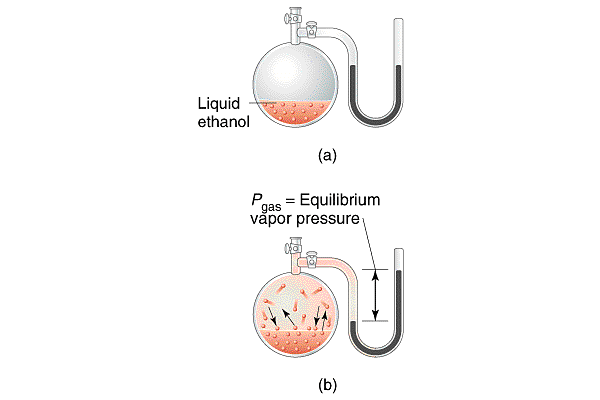 Liquid
ethanol
(a)
Pgas = Equilibrium
vapor pressure
(b)